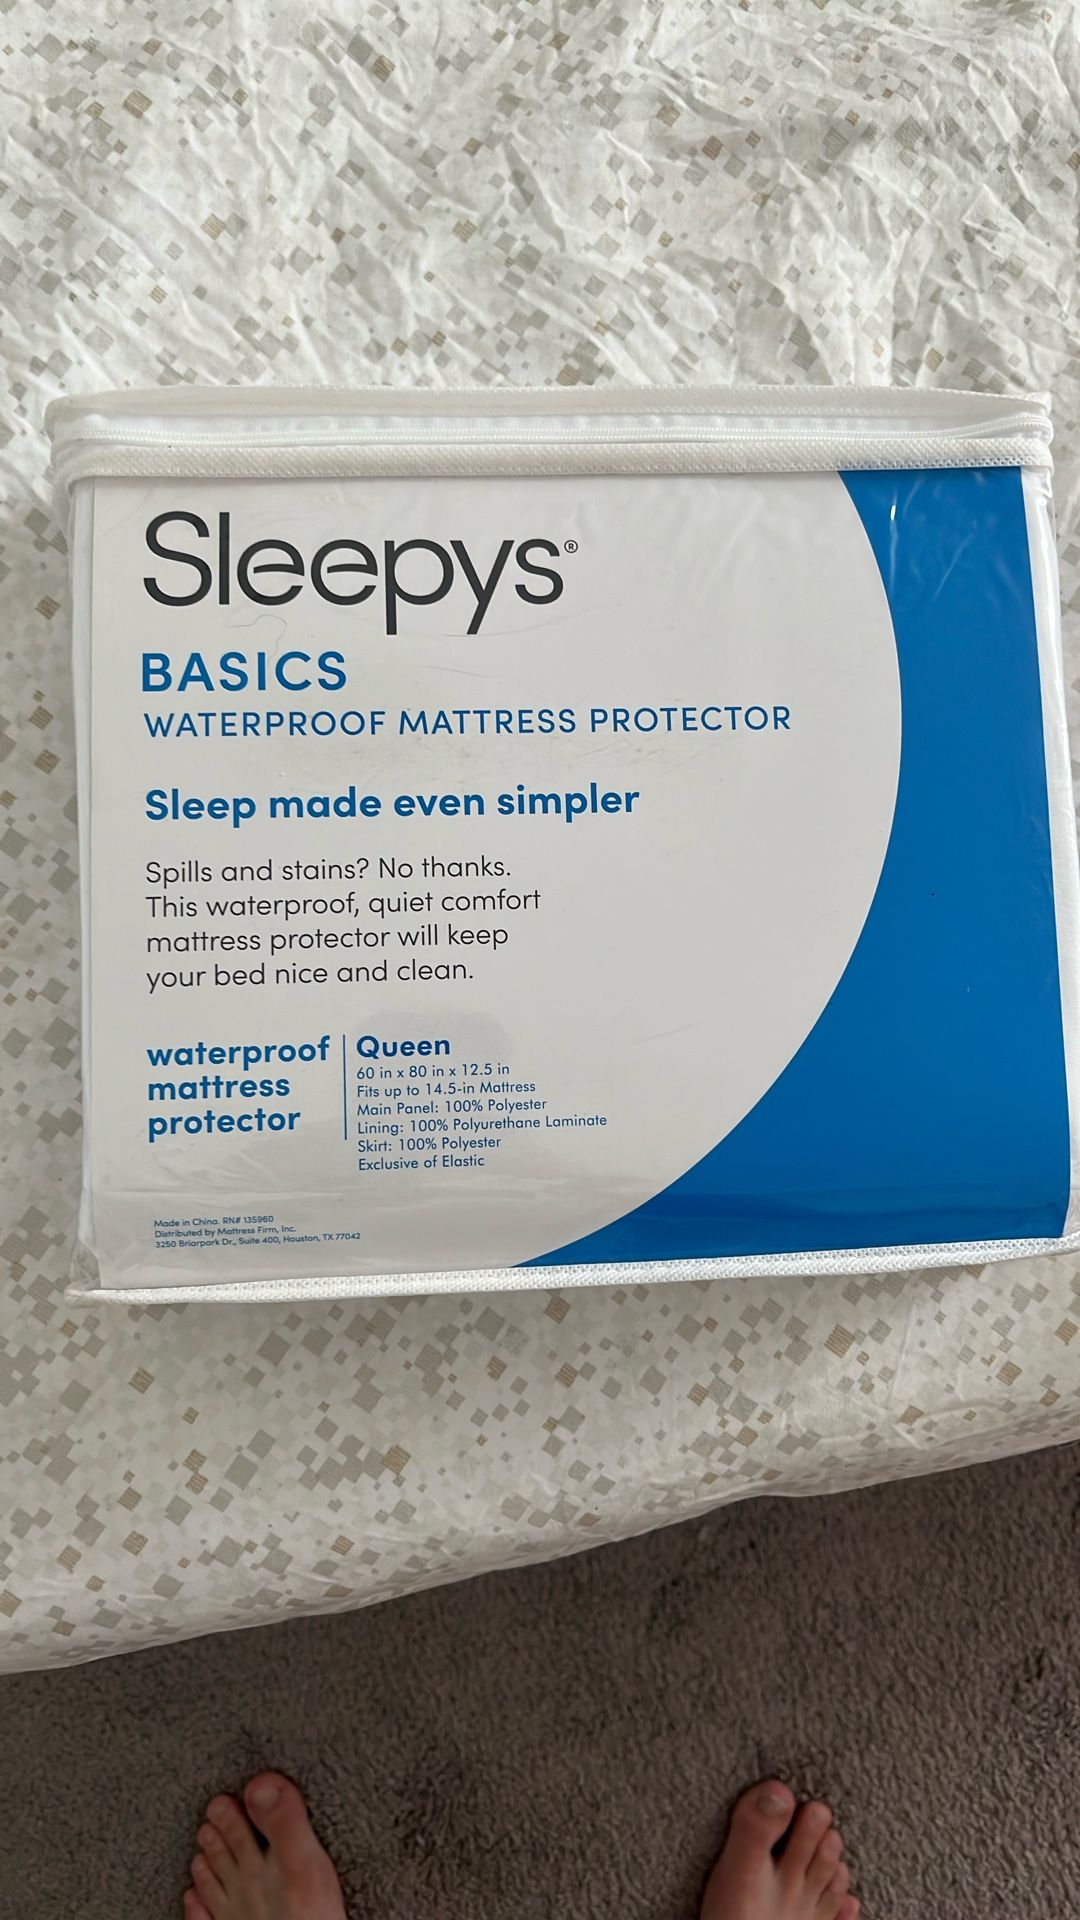 Sleepys®
BASICS
WATERPROOF MATTRESS PROTECTOR
Sleep made even simpler
Spills and stains? No thanks.
This waterproof, quiet comfort
mattress protector will keep
your bed nice and clean.
waterproof
mattress
protector
Queen
60 in x 80 in x 12.5 in
Fits up to 14.5-in Mattress
Main Panel: 100% Polyester
Lining: 100% Polyurethane Laminate
Skirt: 100% Polyester
Exclusive of Elastic
Made in China. RN# 135960
Distributed by Mattress Firm, Inc.
3250 Briarpark Dr., Suite 400, Houston, TX 77042